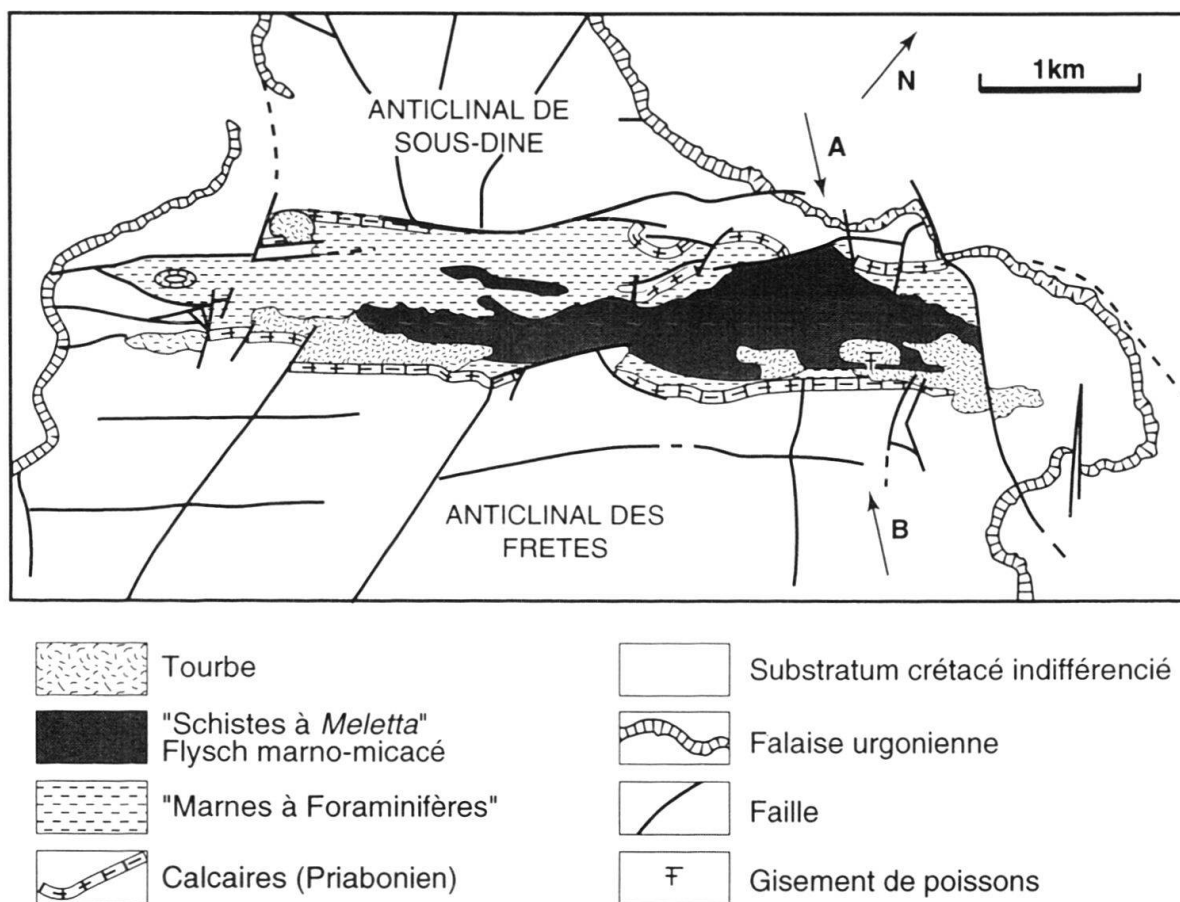 1km
N
A
ANTICLINAL DE
SOUS-DINE
ANTICLINAL DES
FRETES
B
Tourbe
"Schistes à Meletta"
Flysch marno-micacé
"Marnes à Foraminifères"
Calcaires (Priabonien)
Substratum crétacé indifférencié
Falaise urgonienne
Faille
Gisement de poissons